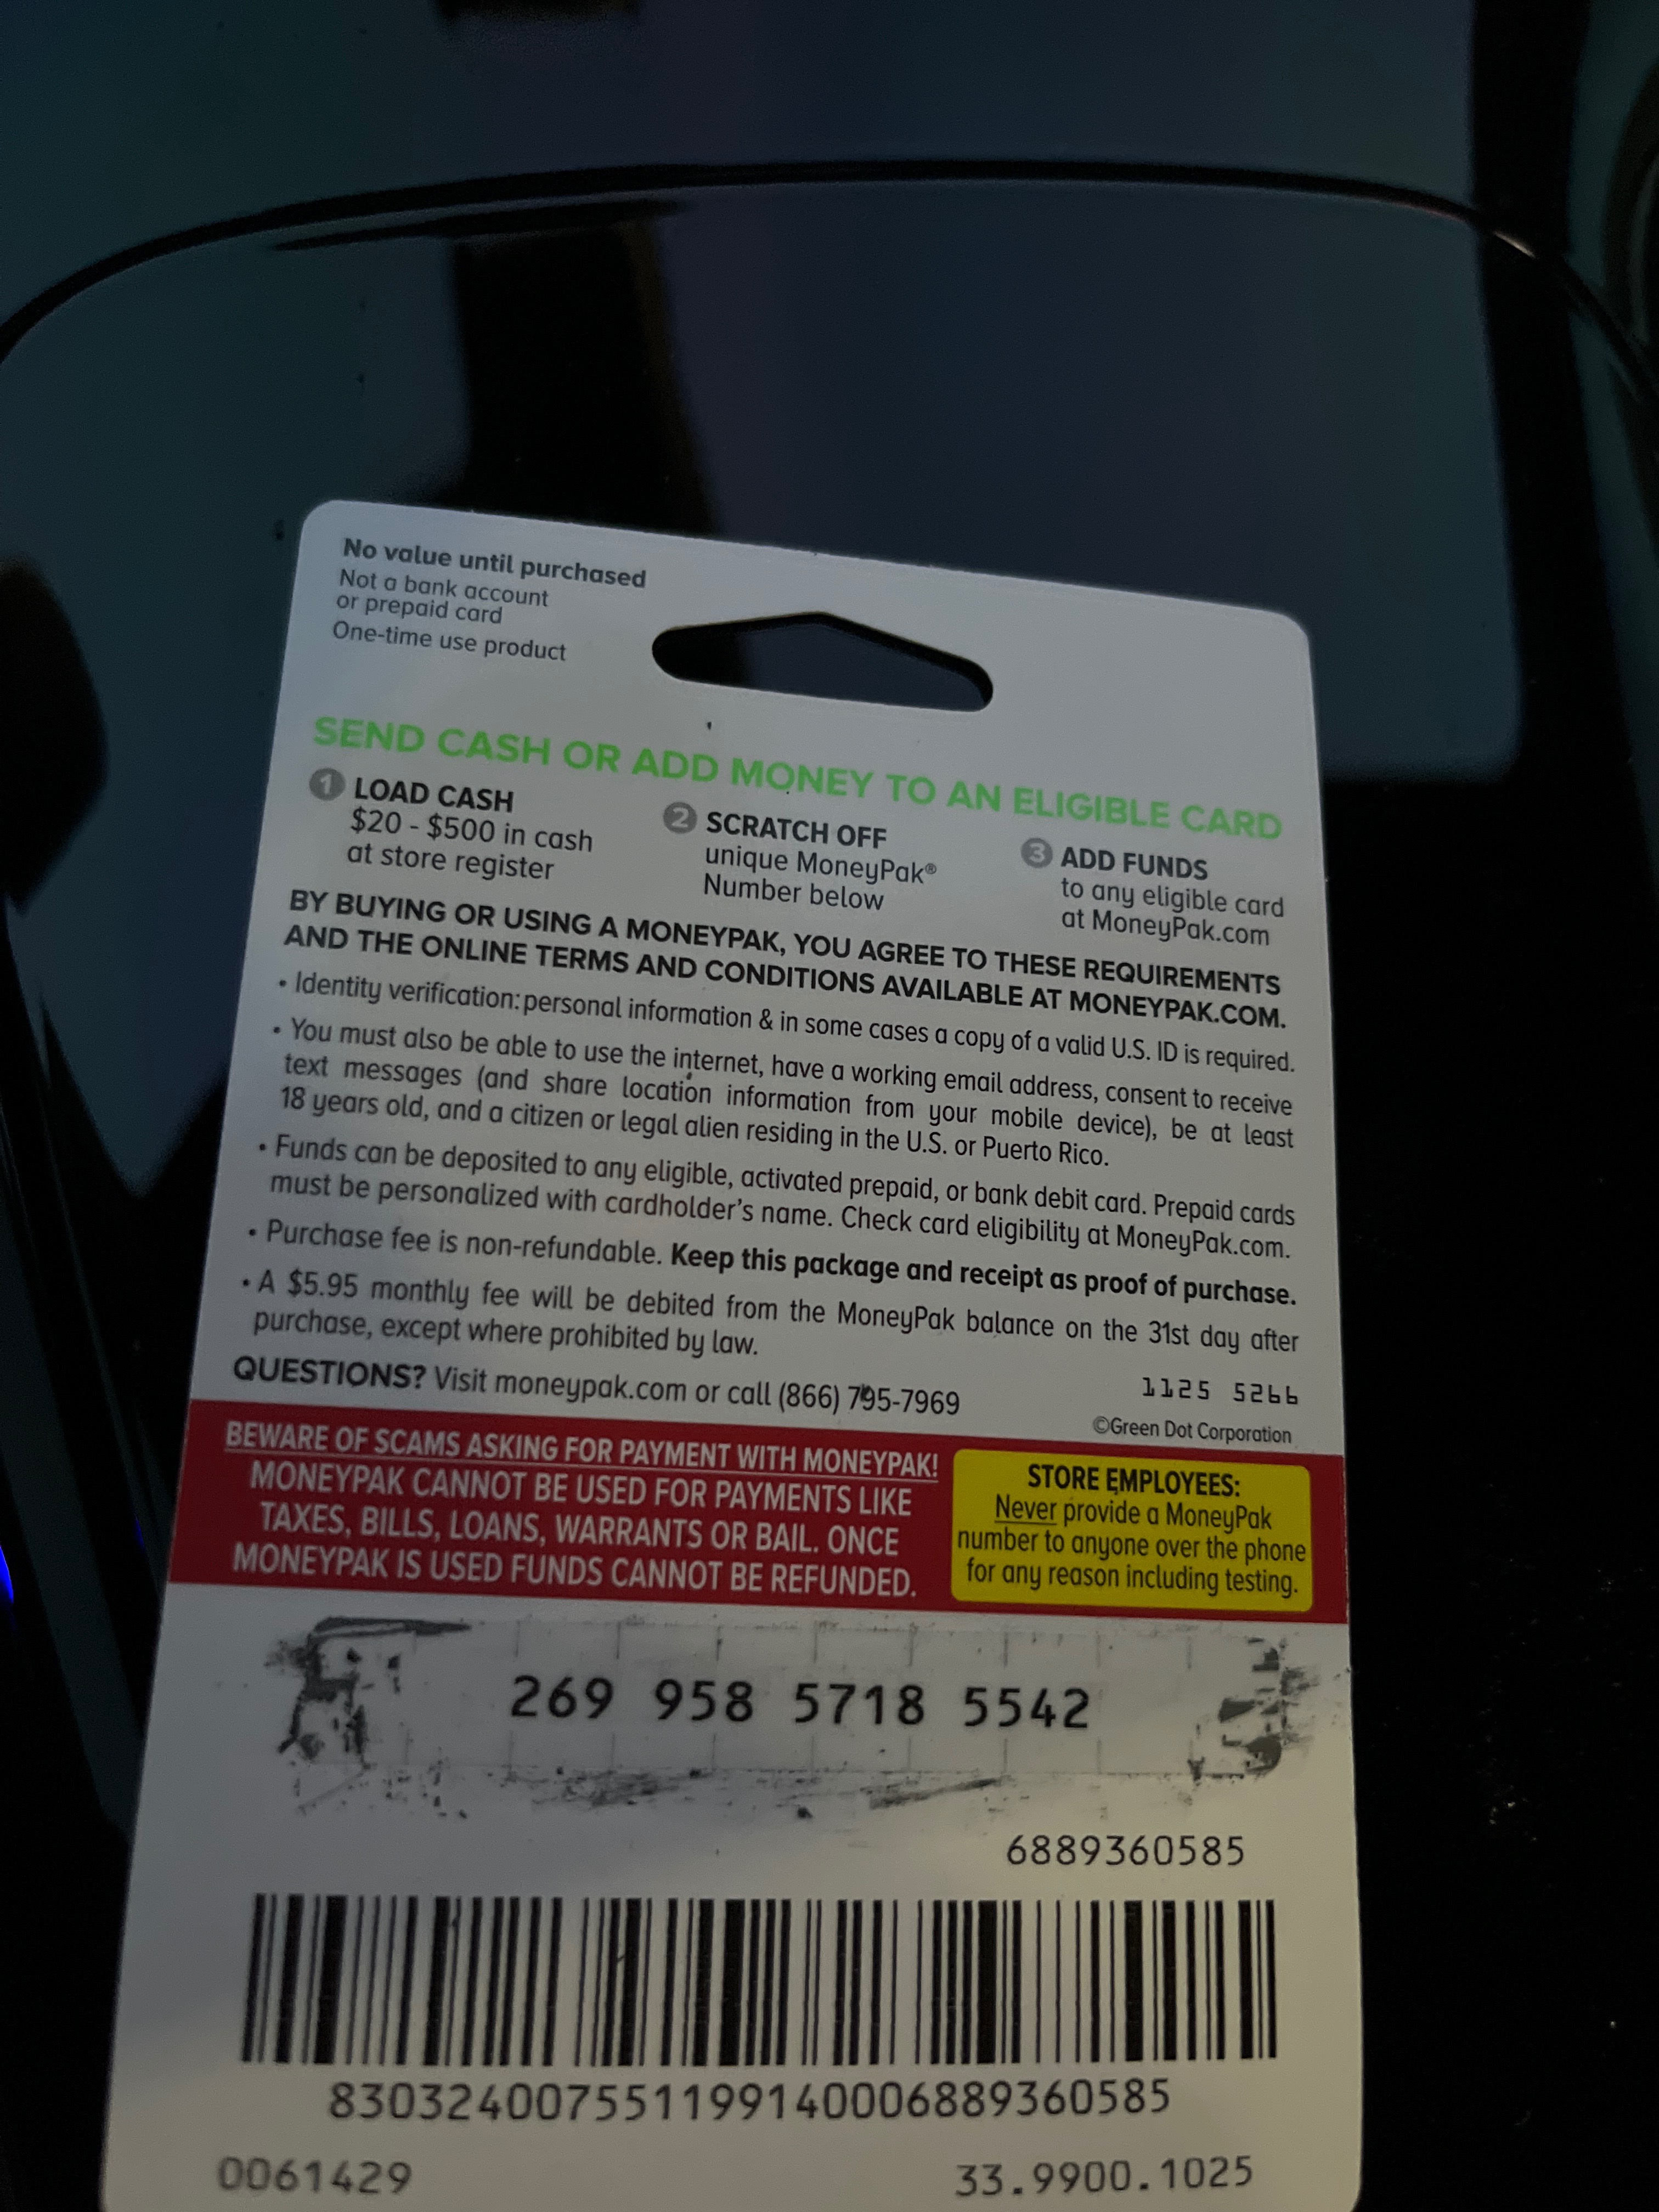 No value until purchased
Not a bank account
or prepaid card
One-time use product
SEND CASH OR ADD MONEY TO AN ELIGIBLE CARD
1 LOAD CASH
$20 - $500 in cash
at store register
2 SCRATCH OFF
unique MoneyPak®
Number below
3 ADD FUNDS
to any eligible card
at MoneyPak.com
BY BUYING OR USING A MONEYPAK, YOU AGREE TO THESE REQUIREMENTS
AND THE ONLINE TERMS AND CONDITIONS AVAILABLE AT MONEYPAK.COM.
• Identity verification: personal information & in some cases a copy of a valid U.S. ID is required.
• You must also be able to use the internet, have a working email address, consent to receive
text messages (and share location information from your mobile device), be at least
18 years old, and a citizen or legal alien residing in the U.S. or Puerto Rico.
• Funds can be deposited to any eligible, activated prepaid, or bank debit card. Prepaid cards
must be personalized with cardholder's name. Check card eligibility at MoneyPak.com.
• Purchase fee is non-refundable. Keep this package and receipt as proof of purchase.
• A $5.95 monthly fee will be debited from the MoneyPak balance on the 31st day after
purchase, except where prohibited by law.
QUESTIONS? Visit moneypak.com or call (866) 795-7969
1125 5266
©Green Dot Corporation
BEWARE OF SCAMS ASKING FOR PAYMENT WITH MONEYPAK!
MONEYPAK CANNOT BE USED FOR PAYMENTS LIKE
TAXES, BILLS, LOANS, WARRANTS OR BAIL. ONCE
MONEYPAK IS USED FUNDS CANNOT BE REFUNDED.
STORE EMPLOYEES:
Never provide a MoneyPak
number to anyone over the phone
for any reason including testing.
269 958 5718 5542
6889360585
830324007551199140006889360585
0061429
33.9900.1025